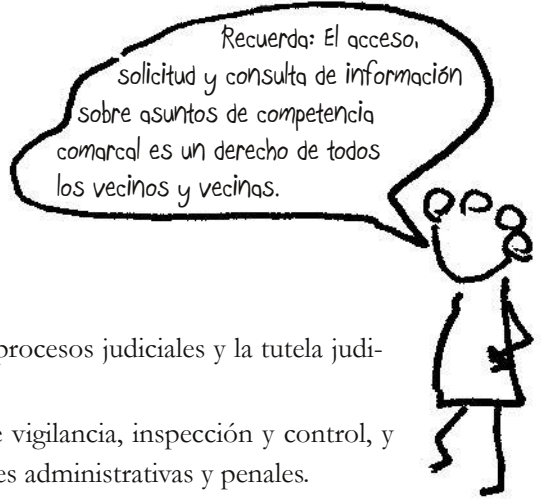 Recuerda: El acceso,
solicitud y consulta de información
sobre asuntos de competencia
comarcal es un derecho de todos
los vecinos y vecinas.
procesos judiciales y la tutela judi-
e vigilancia, inspección y control, y
es administrativas y penales.